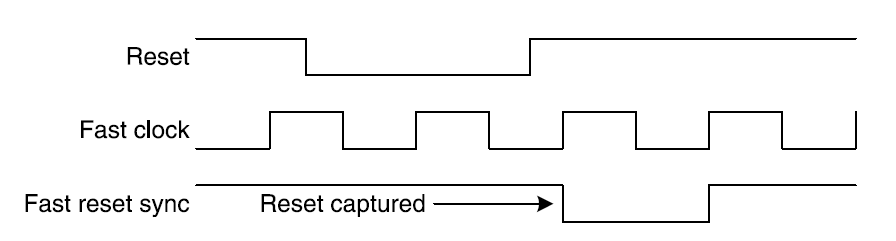 Reset
Fast clock
Fast reset sync
Reset captured